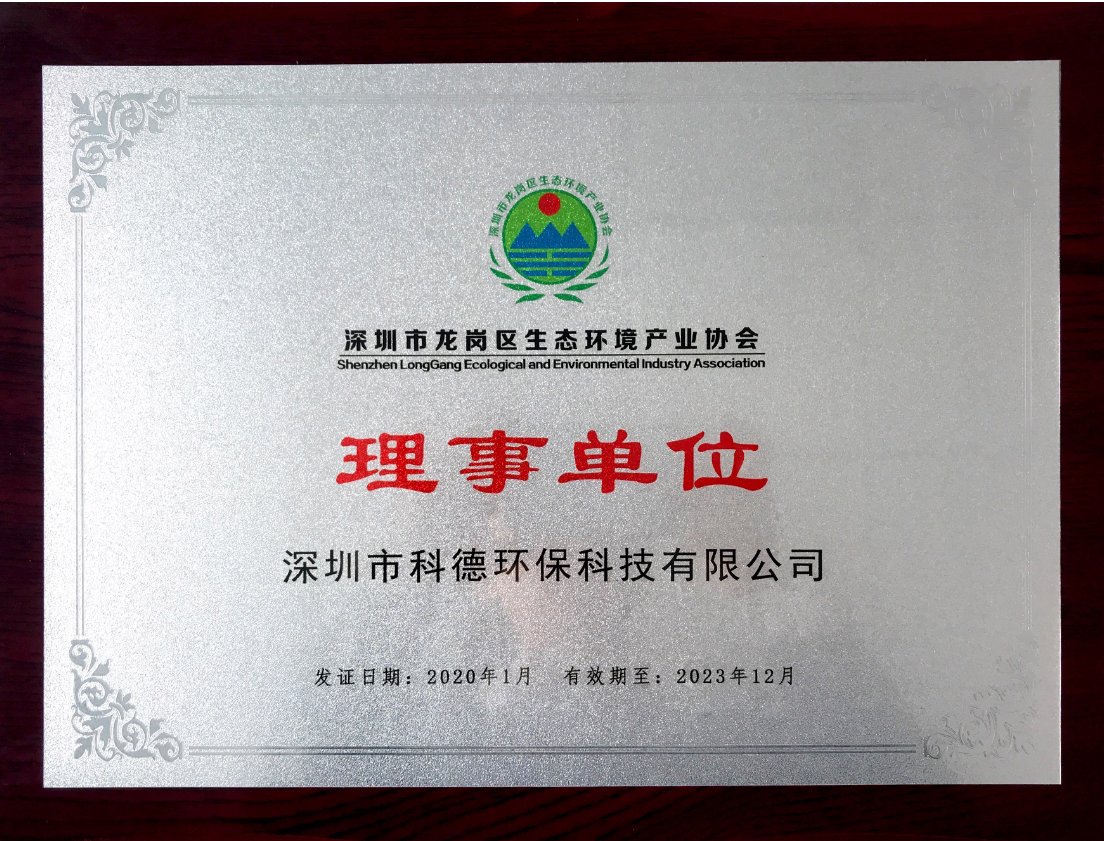 深圳市龙岗区生态环境产业协会
深圳市龙岗区生态环境产业协会
Shenzhen LongGang Ecological and Environmental Industry Association
理事单位
深圳市科德环保科技有限公司
发证日期：2020年1月 有效期至：2023年12月